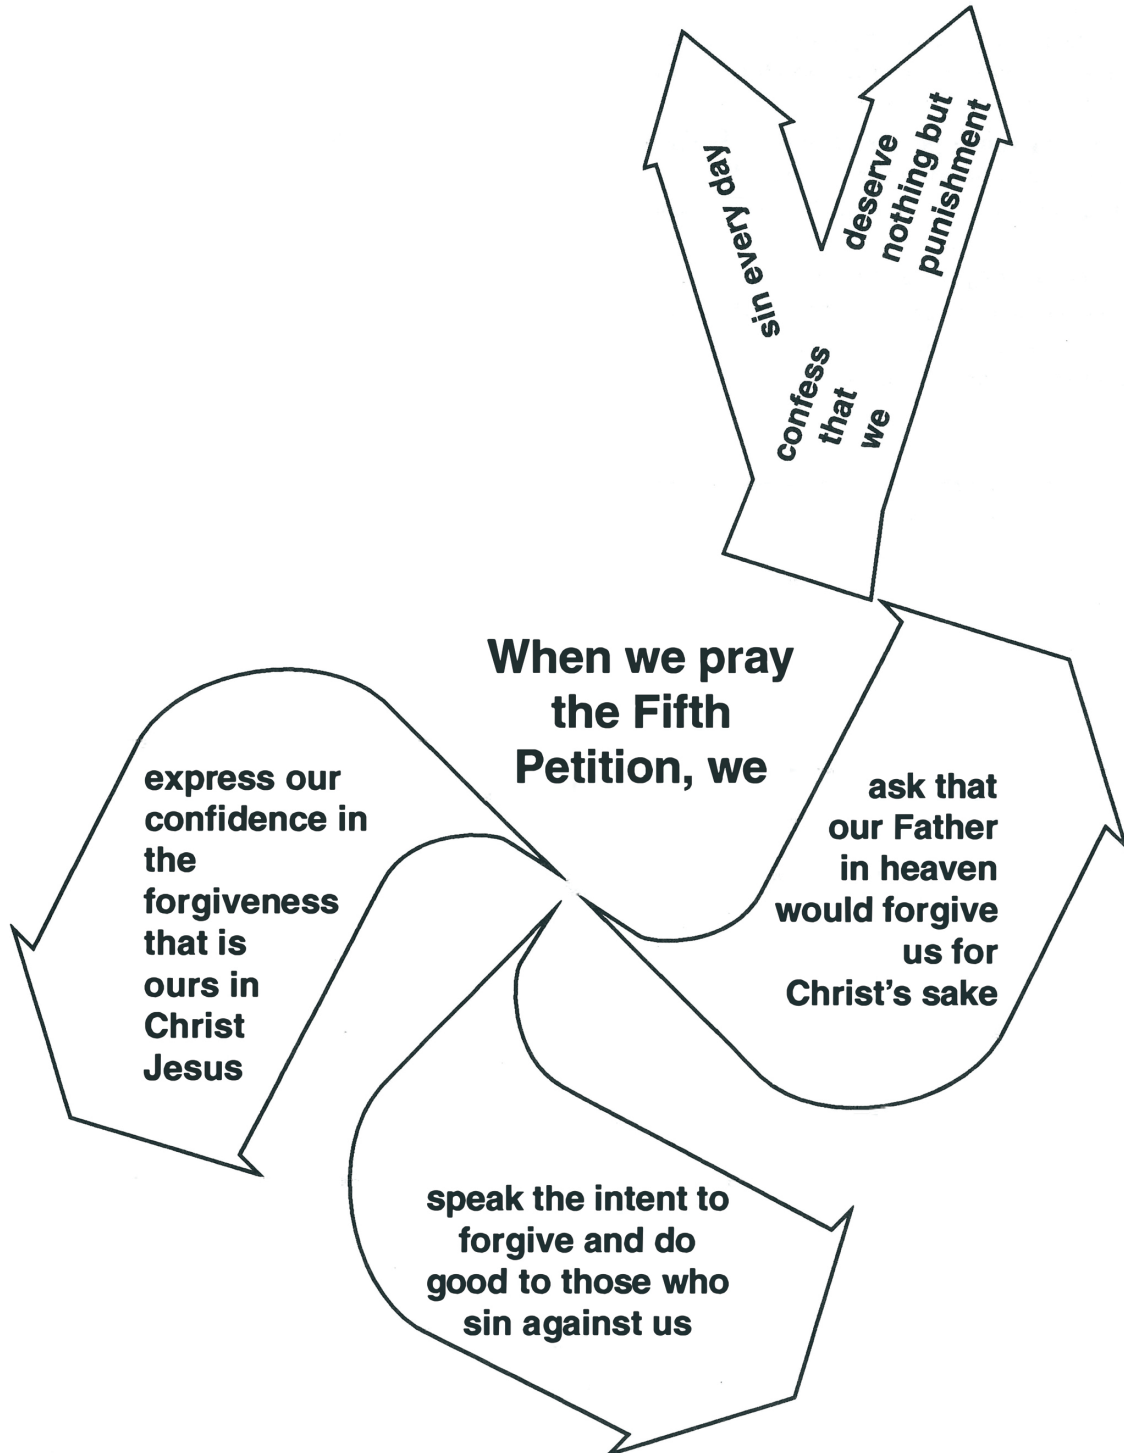 When we pray
the Fifth
Petition, we
confess
that
we
sin every day
deserve
nothing but
punishment
ask that
our Father
in heaven
would forgive
us for
Christ's sake
speak the intent to
forgive and do
good to those who
sin against us
express our
confidence in
the
forgiveness
that is
ours in
Christ
Jesus